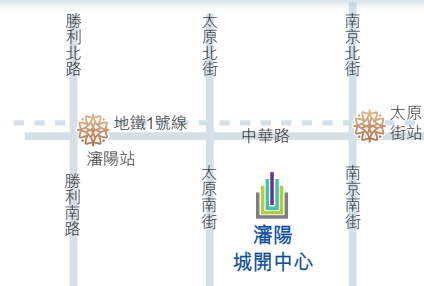 勝利北路
太原北街
南京北街
地鐵1號線
太原
街站
中華路
瀋陽站
勝利南路
太原南街
南京南街
瀋陽
城開中心